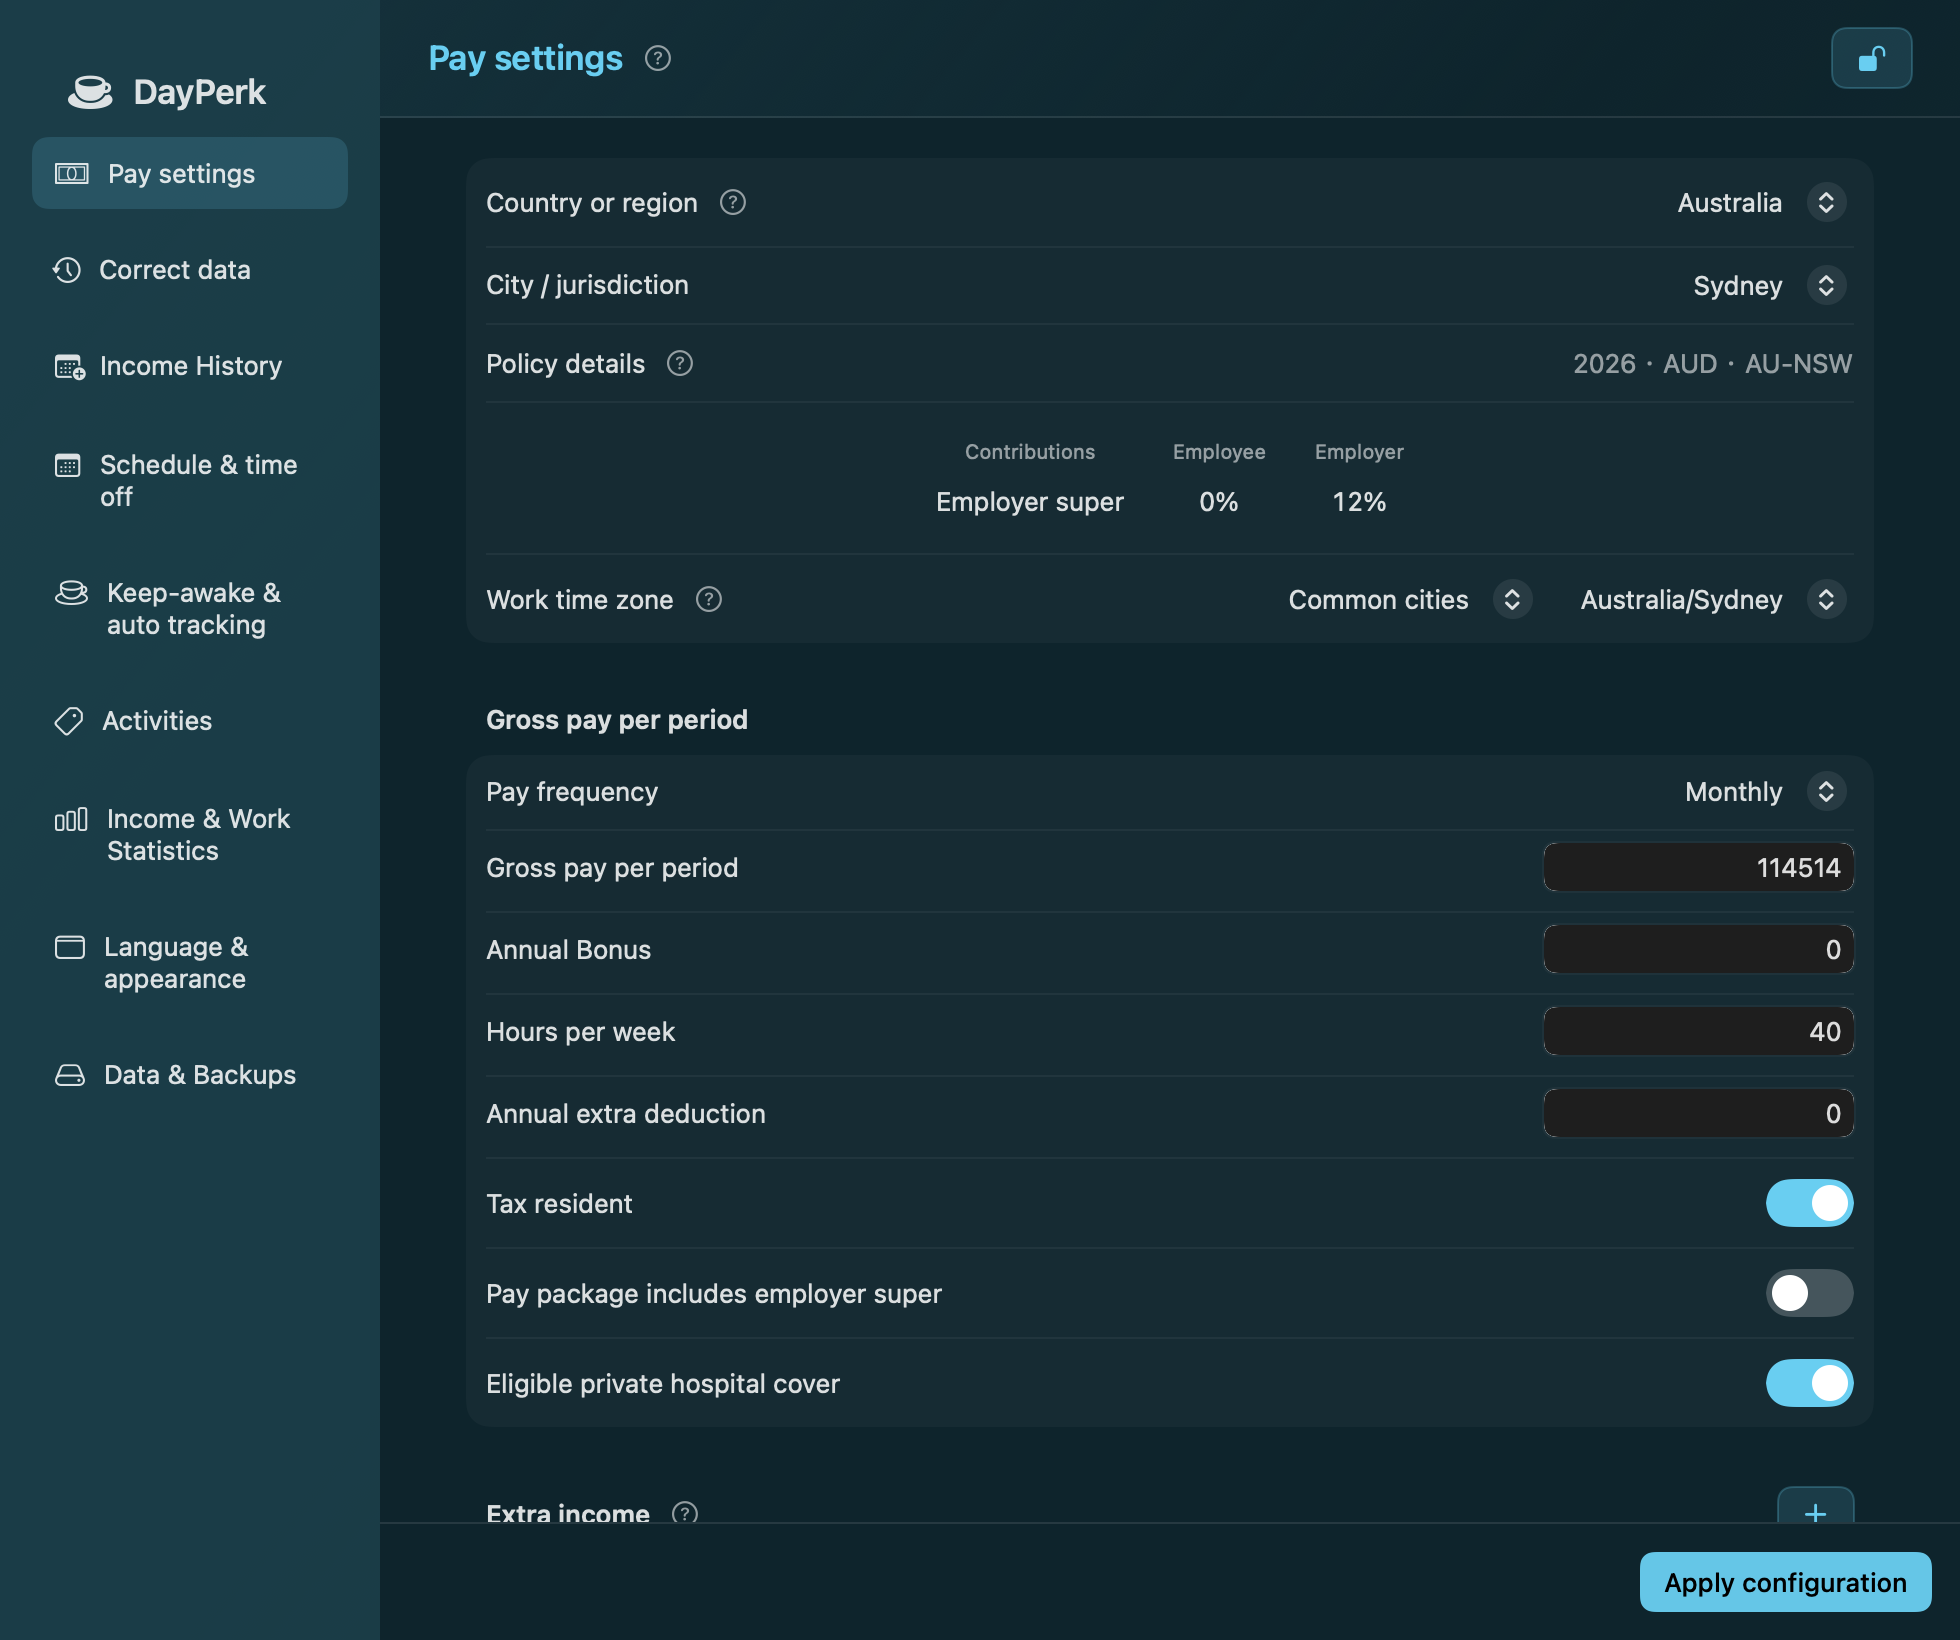 DayPerk
Pay settings
Correct data
Income History
Schedule & time
off
Keep-awake &
auto tracking
Activities
Income & Work
Statistics
Language &
appearance
Data & Backups
Pay settings ?
Country or region ? Australia
City / jurisdiction Sydney
Policy details ? 2026 · AUD · AU-NSW
Contributions Employee Employer
Employer super 0% 12%
Work time zone ? Common cities Australia/Sydney
Gross pay per period
Pay frequency Monthly
Gross pay per period 114514
Annual Bonus 0
Hours per week 40
Annual extra deduction 0
Tax resident
Pay package includes employer super
Eligible private hospital cover
Extra income ? +
Apply configuration